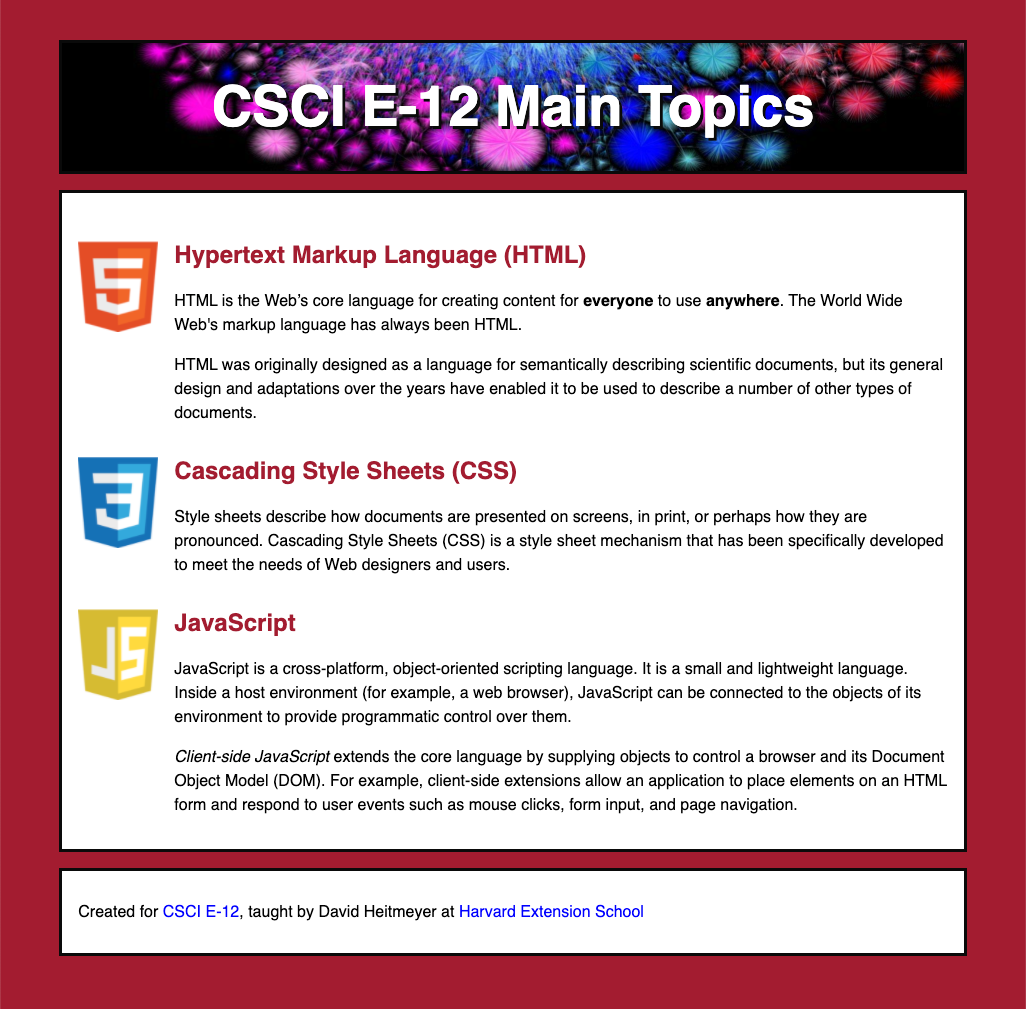 CSCI E-12 Main Topics
5
Hypertext Markup Language (HTML)
HTML is the Web’s core language for creating content for everyone to use anywhere. The World Wide
Web's markup language has always been HTML.
HTML was originally designed as a language for semantically describing scientific documents, but its general
design and adaptations over the years have enabled it to be used to describe a number of other types of
documents.
3
Cascading Style Sheets (CSS)
Style sheets describe how documents are presented on screens, in print, or perhaps how they are
pronounced. Cascading Style Sheets (CSS) is a style sheet mechanism that has been specifically developed
to meet the needs of Web designers and users.
JS
JavaScript
JavaScript is a cross-platform, object-oriented scripting language. It is a small and lightweight language.
Inside a host environment (for example, a web browser), JavaScript can be connected to the objects of its
environment to provide programmatic control over them.
Client-side JavaScript extends the core language by supplying objects to control a browser and its Document
Object Model (DOM). For example, client-side extensions allow an application to place elements on an HTML
form and respond to user events such as mouse clicks, form input, and page navigation.
Created for CSCI E-12, taught by David Heitmeyer at Harvard Extension School